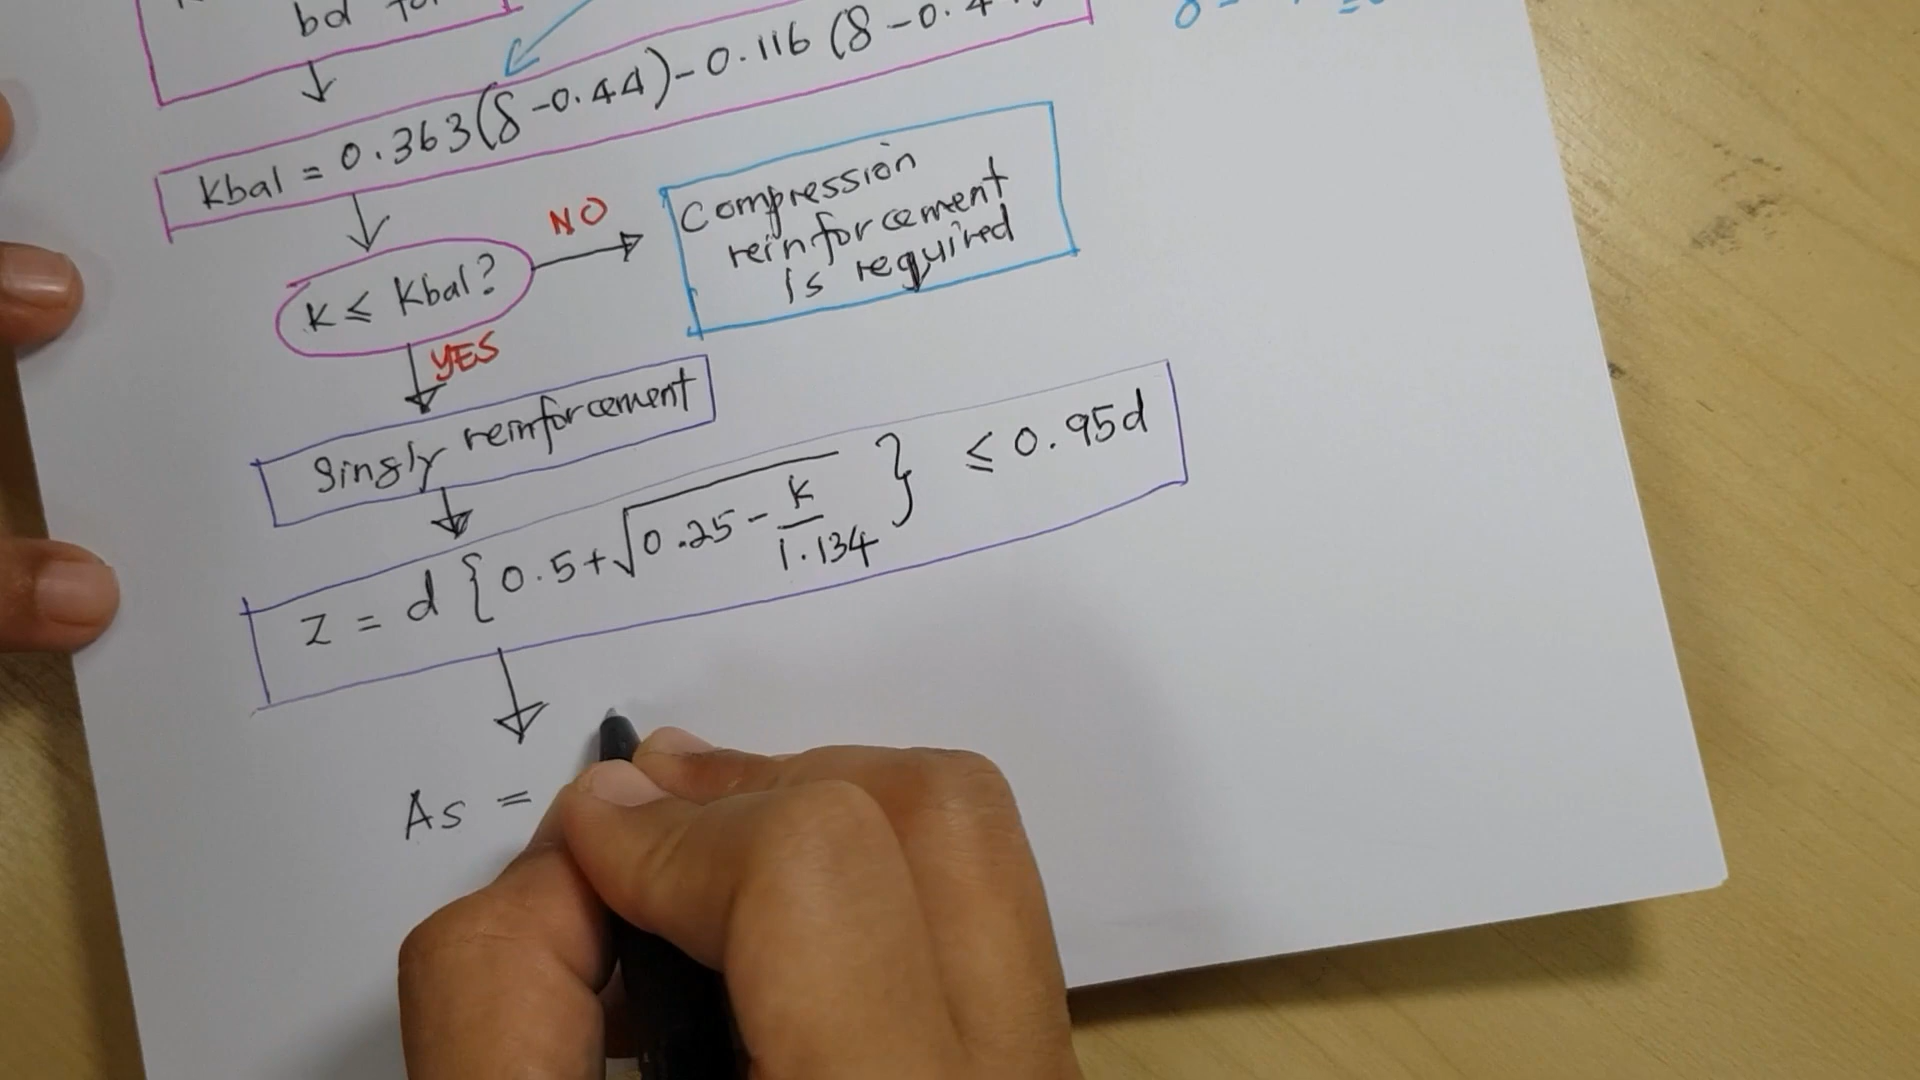 bd
Kbal = 0.363(δ-0.44)-0.116(δ-0.4
NO
K ≤ Kbal?
YES
Compression
reinforcement
is required
Singly reinforcement
Z = d {0.5+√0.25-K/1.134} ≤ 0.95d
As =